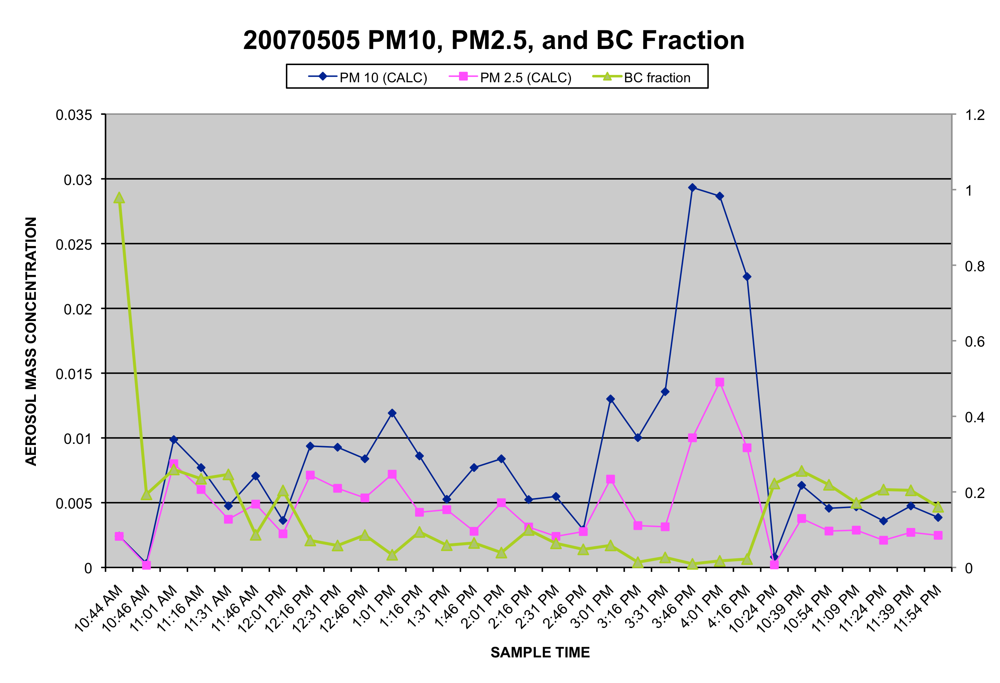 20070505 PM10, PM2.5, and BC Fraction
PM 10 (CALC) PM 2.5 (CALC) BC fraction
0.035
0.03
0.025
0.02
0.015
0.01
0.005
0
1.2
1
0.8
0.6
0.4
0.2
0
AEROSOL MASS CONCENTRATION
10:44 AM
10:46 AM
11:01 AM
11:16 AM
11:31 AM
11:46 AM
12:01 PM
12:16 PM
12:31 PM
12:46 PM
1:01 PM
1:16 PM
1:31 PM
1:46 PM
2:01 PM
2:16 PM
2:31 PM
2:46 PM
3:01 PM
3:16 PM
3:31 PM
3:46 PM
4:01 PM
4:16 PM
10:24 PM
10:39 PM
10:54 PM
11:09 PM
11:24 PM
11:39 PM
11:54 PM
SAMPLE TIME